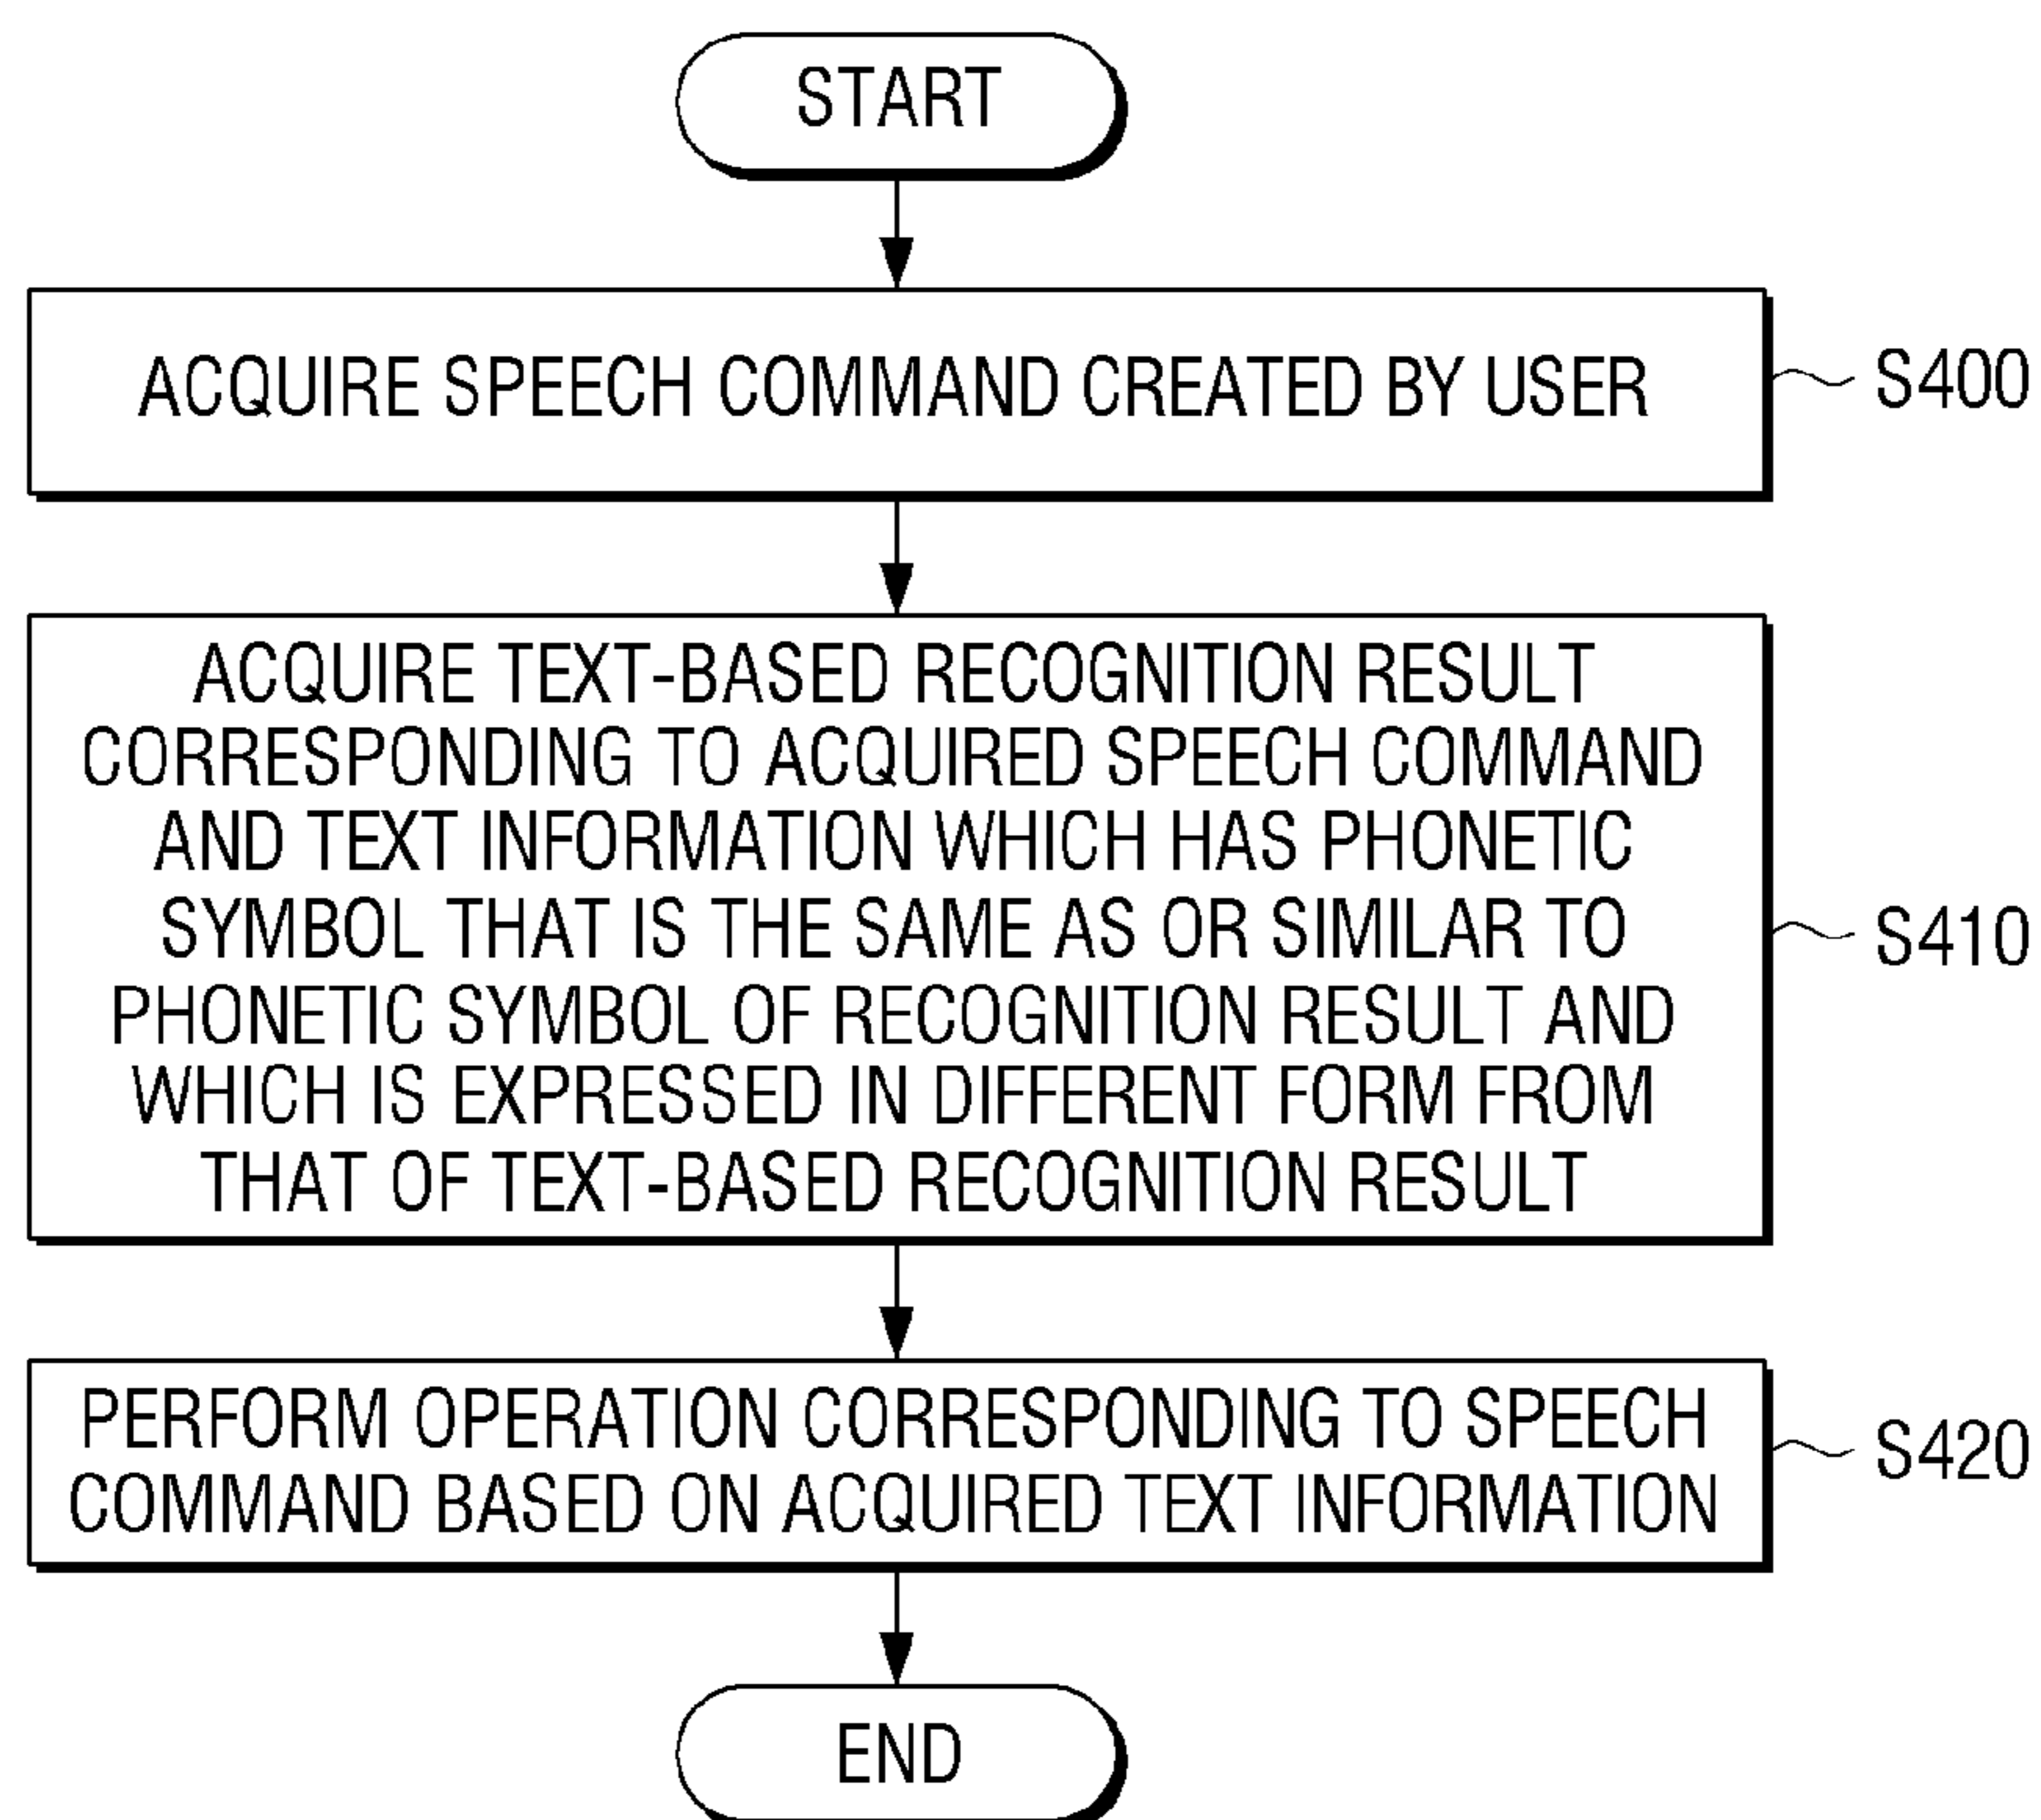 START
ACQUIRE SPEECH COMMAND CREATED BY USER
S400
ACQUIRE TEXT-BASED RECOGNITION RESULT
CORRESPONDING TO ACQUIRED SPEECH COMMAND
AND TEXT INFORMATION WHICH HAS PHONETIC
SYMBOL THAT IS THE SAME AS OR SIMILAR TO
PHONETIC SYMBOL OF RECOGNITION RESULT AND
WHICH IS EXPRESSED IN DIFFERENT FORM FROM
THAT OF TEXT-BASED RECOGNITION RESULT
S410
PERFORM OPERATION CORRESPONDING TO SPEECH
COMMAND BASED ON ACQUIRED TEXT INFORMATION
S420
END